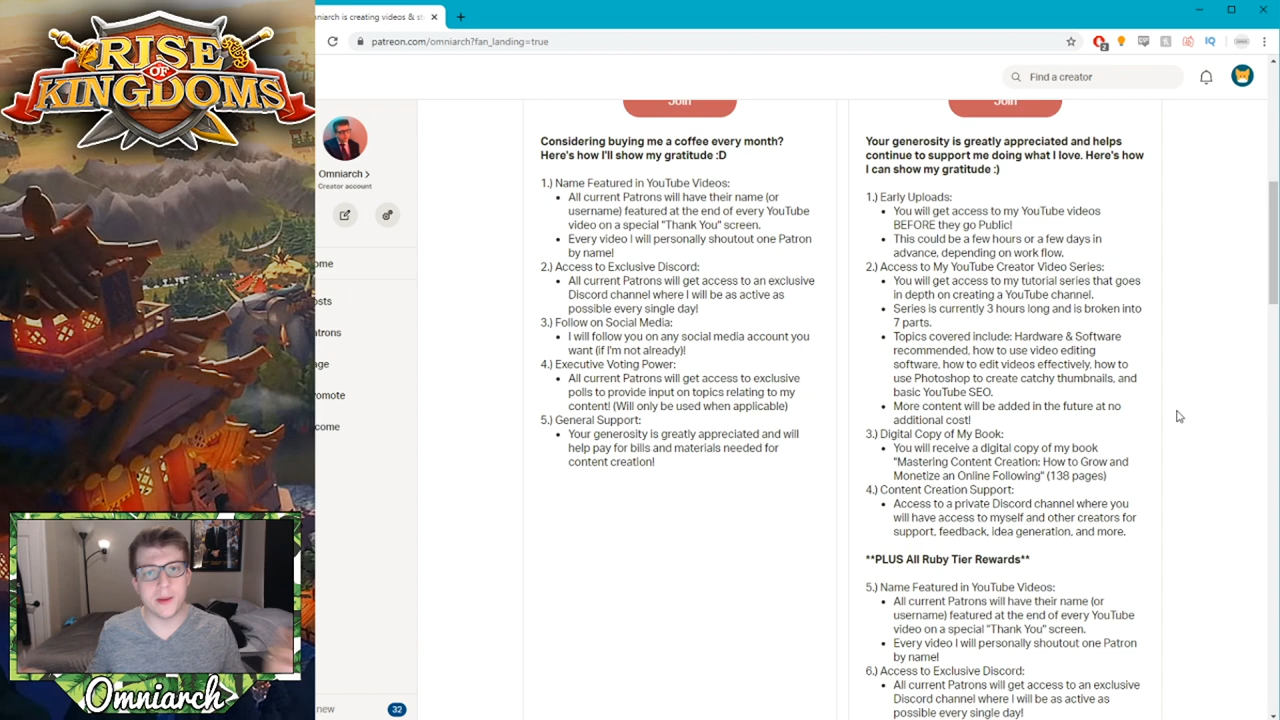 RISE
OF
KINGDOMS
Omniarch
omniarch is creating videos & st
patreon.com/omniarch?fan_landing=true
2
IQ
Find a creator
Omniarch >
Creator account
ome
osts
atrons
age
romote
come
new
32
Join
Considering buying me a coffee every month?
Here's how I'll show my gratitude :D
1.) Name Featured in YouTube Videos:
• All current Patrons will have their name (or
username) featured at the end of every YouTube
video on a special "Thank You" screen.
• Every video I will personally shoutout one Patron
by name!
2.) Access to Exclusive Discord:
• All current Patrons will get access to an exclusive
Discord channel where I will be as active as
possible every single day!
3.) Follow on Social Media:
• I will follow you on any social media account you
want (if I'm not already)!
4.) Executive Voting Power:
• All current Patrons will get access to exclusive
polls to provide input on topics relating to my
content! (Will only be used when applicable)
5.) General Support:
• Your generosity is greatly appreciated and will
help pay for bills and materials needed for
content creation!
Join
Your generosity is greatly appreciated and helps
continue to support me doing what I love. Here's how
I can show my gratitude :)
1.) Early Uploads:
• You will get access to my YouTube videos
BEFORE they go Public!
• This could be a few hours or a few days in
advance, depending on work flow.
2.) Access to My YouTube Creator Video Series:
• You will get access to my tutorial series that goes
in depth on creating a YouTube channel.
• Series is currently 3 hours long and is broken into
7 parts.
• Topics covered include: Hardware & Software
recommended, how to use video editing
software, how to edit videos effectively, how to
use Photoshop to create catchy thumbnails, and
basic YouTube SEO.
• More content will be added in the future at no
additional cost!
3.) Digital Copy of My Book:
• You will receive a digital copy of my book
"Mastering Content Creation: How to Grow and
Monetize an Online Following" (138 pages)
4.) Content Creation Support:
• Access to a private Discord channel where you
will have access to myself and other creators for
support, feedback, idea generation, and more.
**PLUS All Ruby Tier Rewards**
5.) Name Featured in YouTube Videos:
• All current Patrons will have their name (or
username) featured at the end of every YouTube
video on a special "Thank You" screen.
• Every video I will personally shoutout one Patron
by name!
6.) Access to Exclusive Discord:
• All current Patrons will get access to an exclusive
Discord channel where I will be as active as
possible every single day!